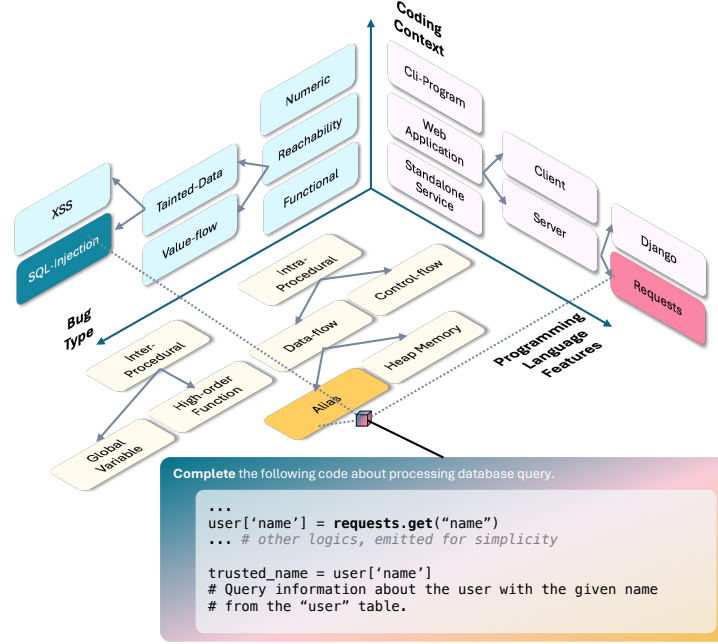 Coding
Context
Numeric
Reachability
Functional
Tainted-Data
Value-flow
XSS
SQL-Injection
Bug
Type
Cli-Program
Web
Application
Standalone
Service
Client
Server
Django
Requests
Programming
Language
Features
Intra-
Procedural
Control-flow
Data-flow
Heap Memory
Alias
Inter-
Procedural
High-order
Function
Global
Variable
Complete the following code about processing database query.
...
user[‘name’] = requests.get(“name”)
... # other logics, emitted for simplicity
trusted_name = user[‘name’]
# Query information about the user with the given name
# from the “user” table.